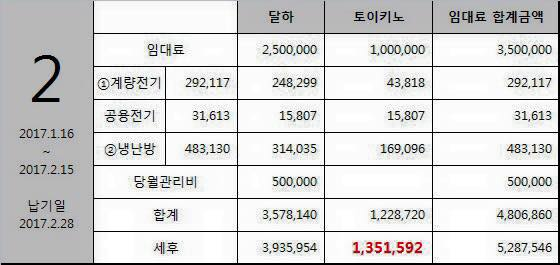 달하 토이키노 임대료 합계금액
2
2017.1.16
~
2017.2.15
납기일
2017.2.28
임대료 2,500,000 1,000,000 3,500,000
①계량전기 292,117 248,299 43,818 292,117
공용전기 31,613 15,807 15,807 31,613
②냉난방 483,130 314,035 169,096 483,130
당월관리비 500,000 500,000
합계 3,578,140 1,228,720 4,806,860
세후 3,935,954 1,351,592 5,287,546